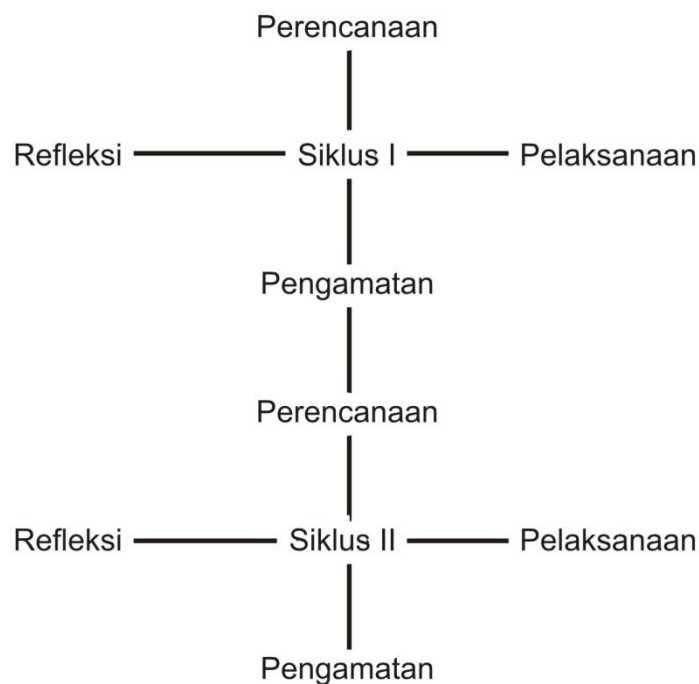 Perencanaan
Refleksi Siklus I Pelaksanaan
Pengamatan
Perencanaan
Refleksi Siklus II Pelaksanaan
Pengamatan